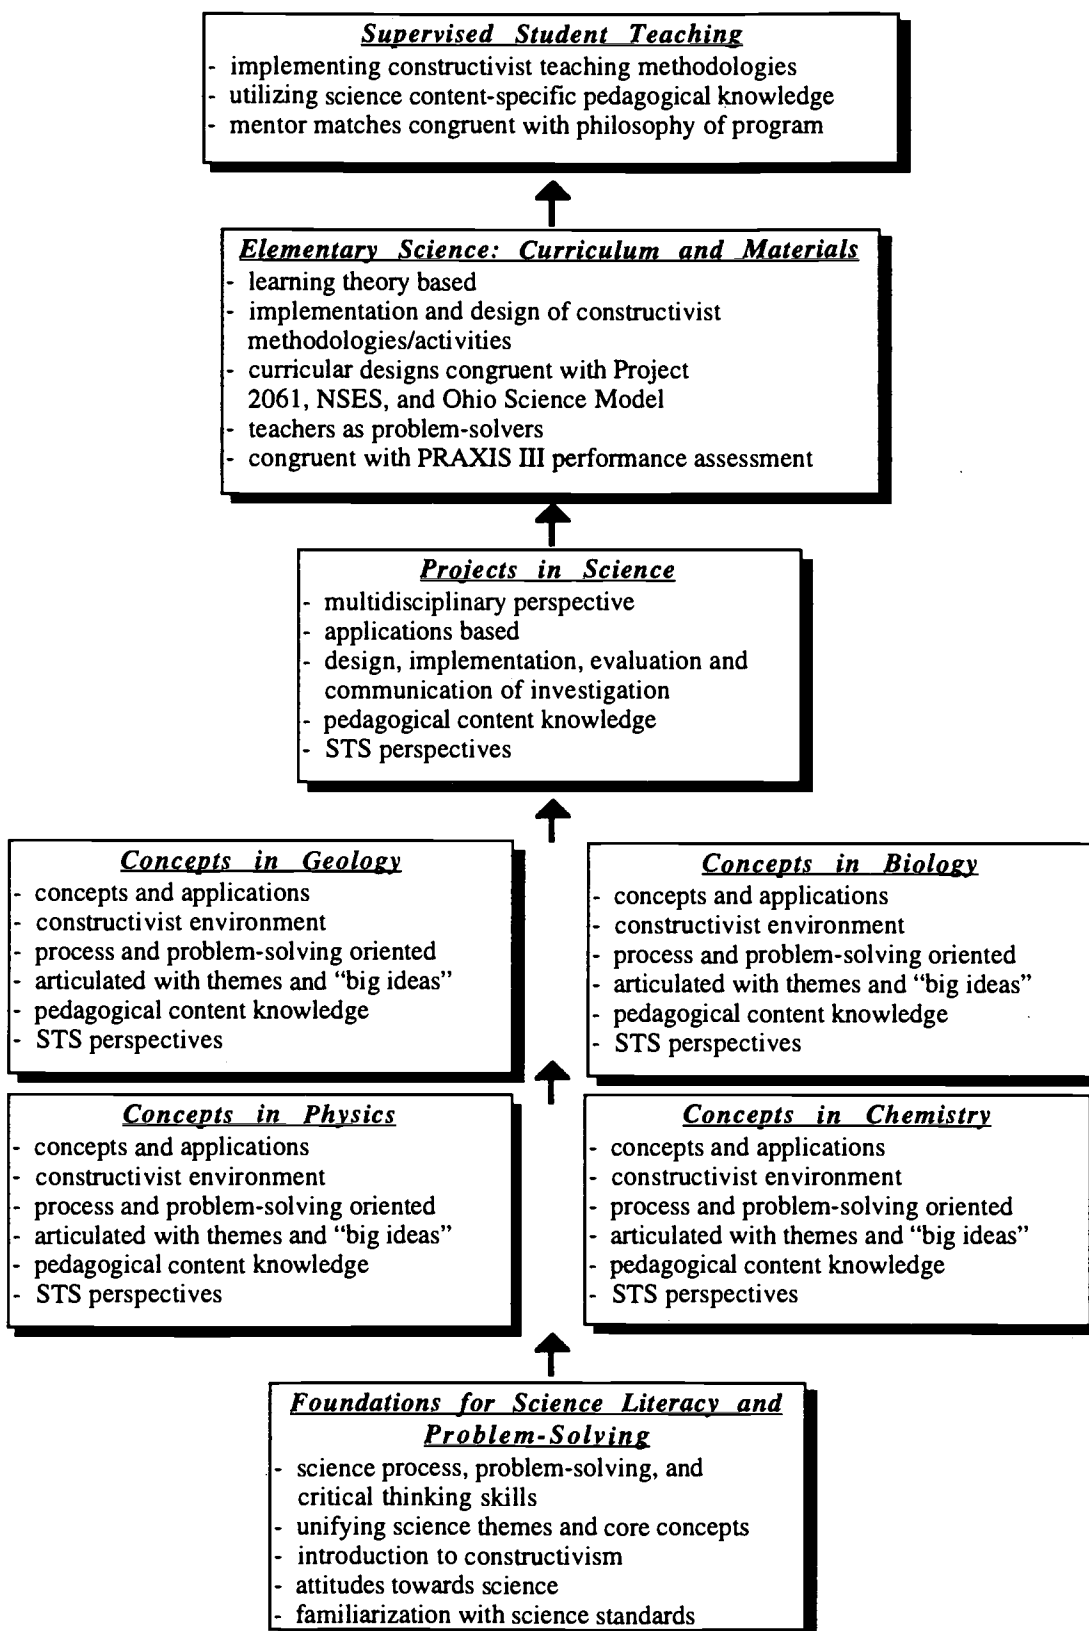 Supervised Student Teaching
- implementing constructivist teaching methodologies
- utilizing science content-specific pedagogical knowledge
- mentor matches congruent with philosophy of program
Elementary Science: Curriculum and Materials
- learning theory based
- implementation and design of constructivist
methodologies/activities
- curricular designs congruent with Project
2061, NSES, and Ohio Science Model
- teachers as problem-solvers
- congruent with PRAXIS III performance assessment
Projects in Science
- multidisciplinary perspective
- applications based
- design, implementation, evaluation and
communication of investigation
- pedagogical content knowledge
- STS perspectives
Concepts in Geology
- concepts and applications
- constructivist environment
- process and problem-solving oriented
- articulated with themes and “big ideas”
- pedagogical content knowledge
- STS perspectives
Concepts in Biology
- concepts and applications
- constructivist environment
- process and problem-solving oriented
- articulated with themes and “big ideas”
- pedagogical content knowledge
- STS perspectives
Concepts in Physics
- concepts and applications
- constructivist environment
- process and problem-solving oriented
- articulated with themes and “big ideas”
- pedagogical content knowledge
- STS perspectives
Concepts in Chemistry
- concepts and applications
- constructivist environment
- process and problem-solving oriented
- articulated with themes and “big ideas”
- pedagogical content knowledge
- STS perspectives
Foundations for Science Literacy and
Problem-Solving
- science process, problem-solving, and
critical thinking skills
- unifying science themes and core concepts
- introduction to constructivism
- attitudes towards science
- familiarization with science standards